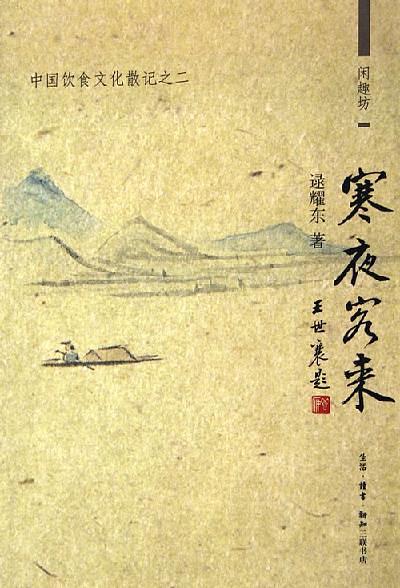 中国饮食文化散记之二
闲趣坊
寒夜客来
逯耀东 著
王世襄题
生活·读书·新知三联书店